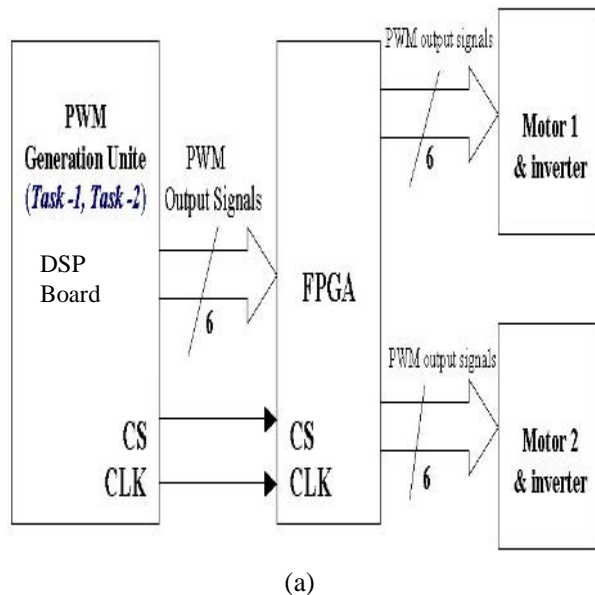 PWM
Generation Unite
(Task -1, Task -2)
DSP
Board
CS
CLK
PWM
Output Signals
6
FPGA
CS
CLK
PWM output signals
6
Motor 1
& inverter
PWM output signals
6
Motor 2
& inverter
(a)